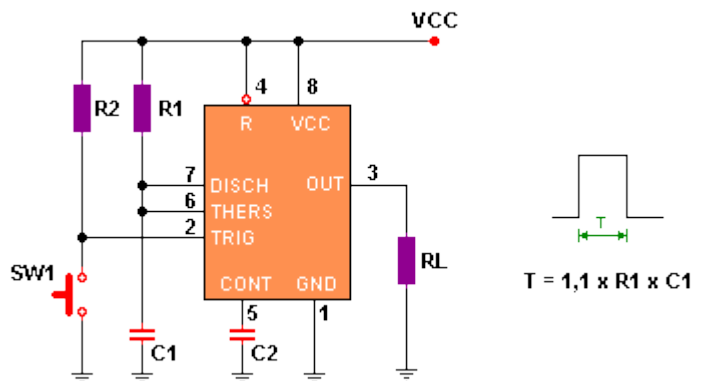 VCC
4
8
R2
R1
R
VCC
7
DISCH
OUT
3
6
THERS
2
TRIG
T
SW1
RL
CONT
GND
T = 1,1 x R1 x C1
5
1
C1
C2